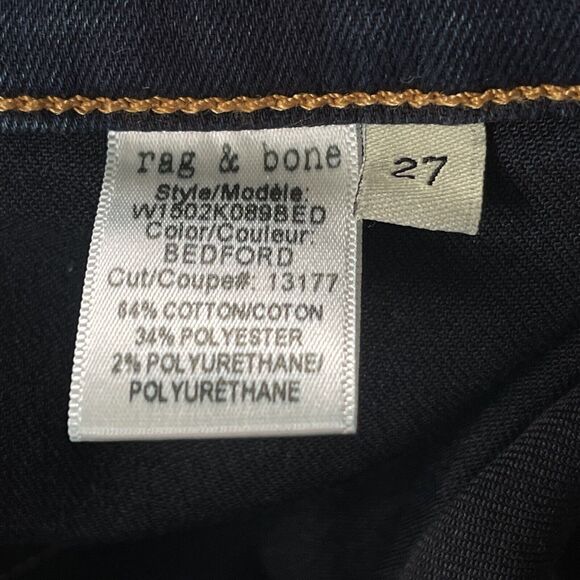 rag & bone
27
Style/Modèle:
W1502K089BED
Color/Couleur:
BEDFORD
Cut/Coupe#: 13177
64% COTTON/COTON
34% POLYESTER
2% POLYURETHANE/
POLYURÉTHANE